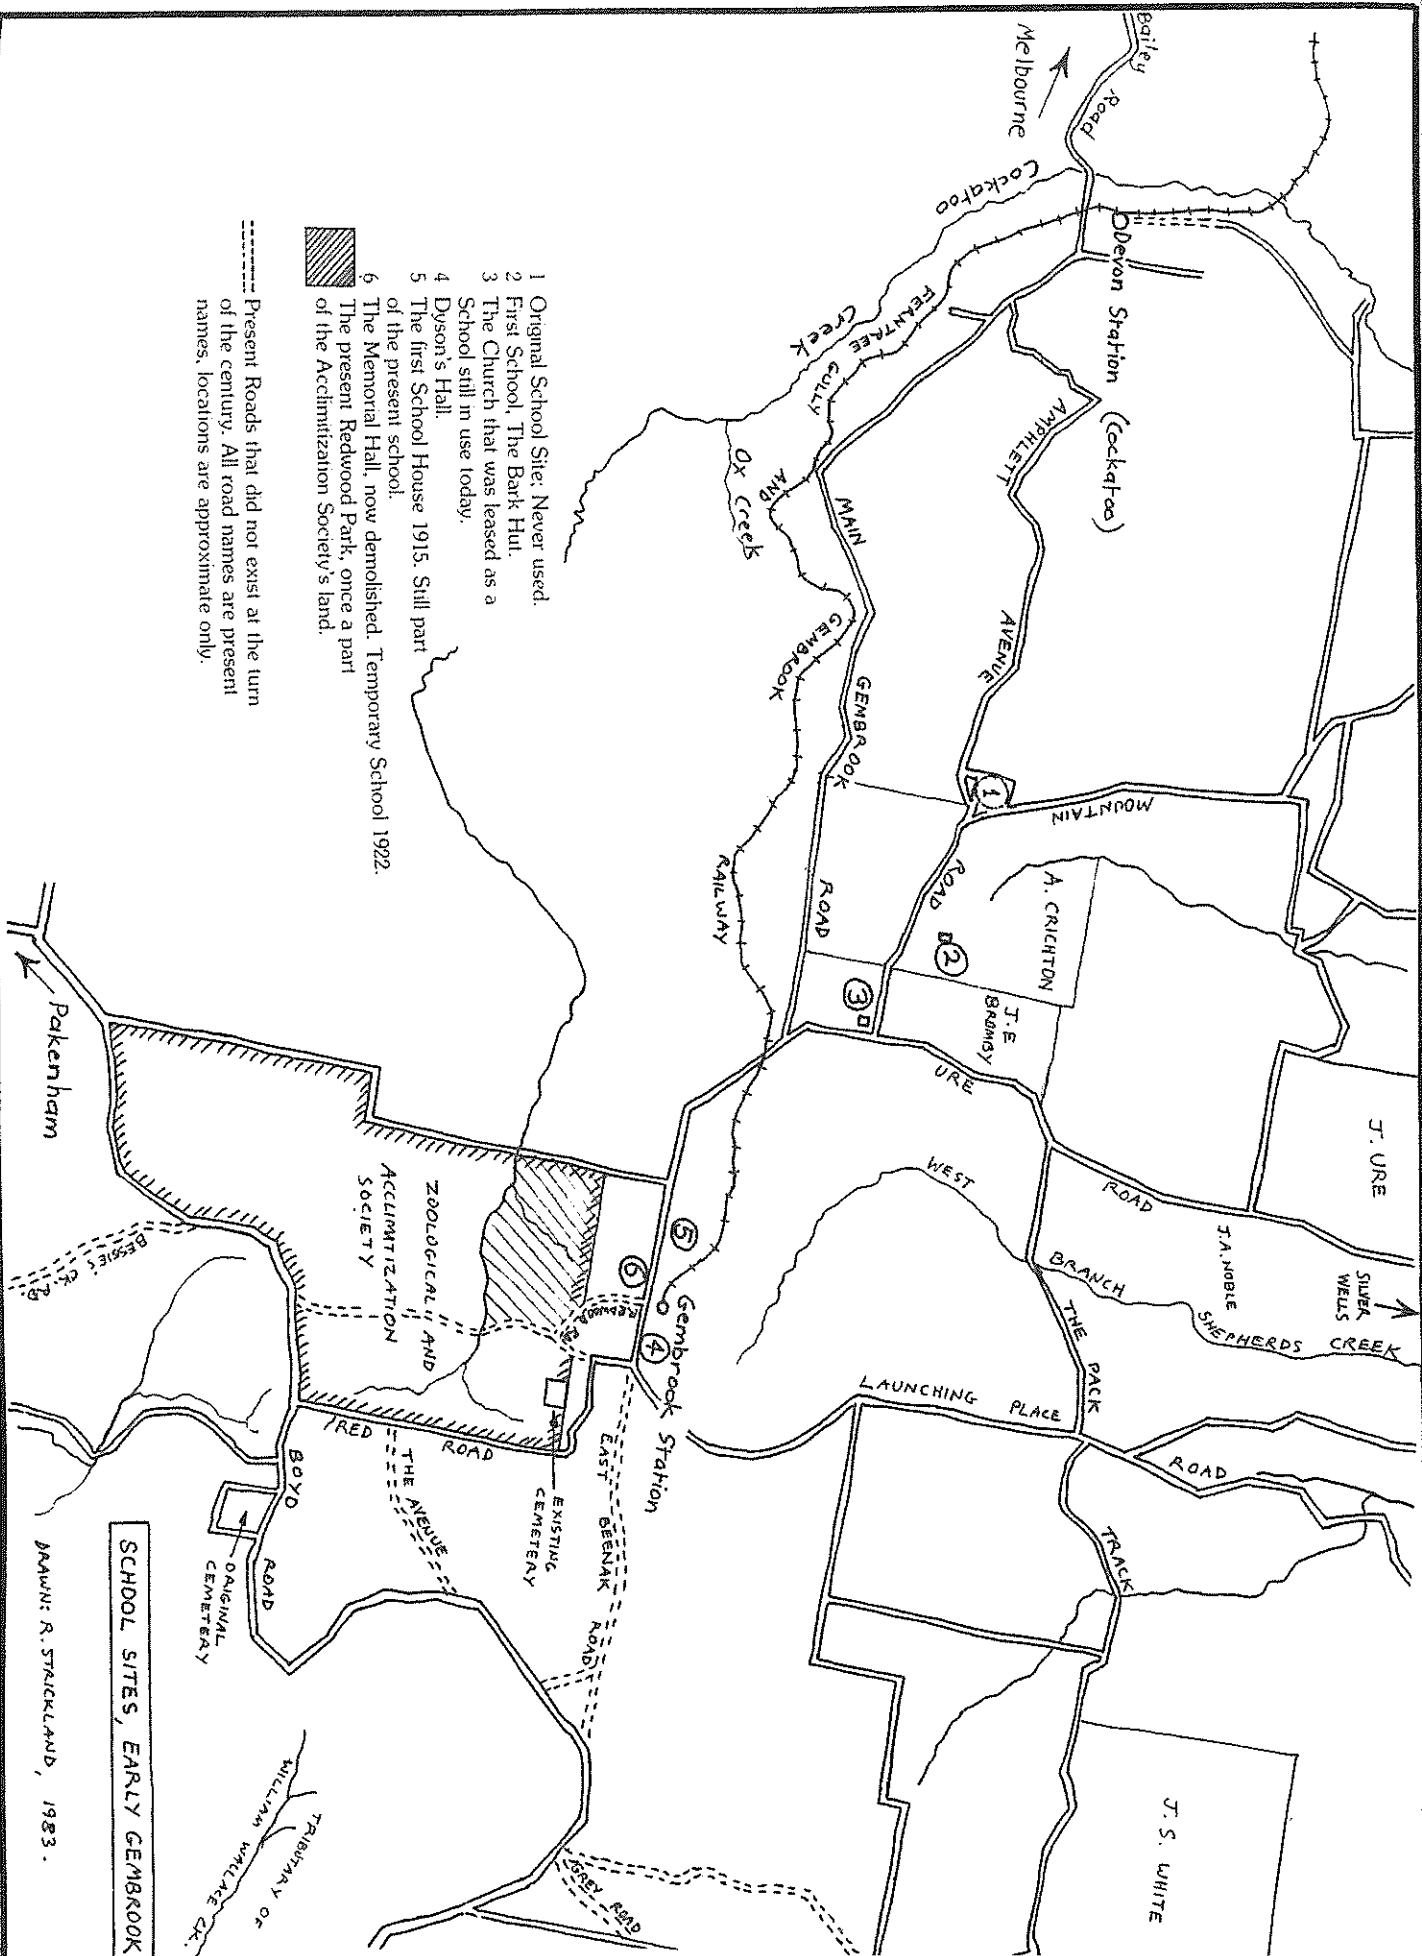 Bailey Road
Melbourne
Cockatoo Creek
Devon Station (Cockatoo)
FERNTREE GULLY AND GEMBROOK RAILWAY
Ox Creek
MAIN GEMBROOK ROAD
AMPHLETT AVENUE
MOUNTAIN ROAD
1
2
3
A. CRICHTON
J.E
BROMBY
URE ROAD
J. URE
J.A. NOBLE
SILVER
WELLS
WEST BRANCH SHEPHERDS CREEK
THE PACK TRACK
LAUNCHING PLACE ROAD
J. S. WHITE
5
6
4
Gembrook Station
REDWOOD RD
EAST BEENAK ROAD
EXISTING
CEMETERY
ZOOLOGICAL AND
ACCLIMATIZATION
SOCIETY
RED ROAD
THE AVENUE
BESSIE'S CK. RD.
BOYD ROAD
ORIGINAL
CEMETERY
GREY ROAD
TRIBUTARY OF
WILLIAM WALLACE CK.
Pakenham
1 Original School Site; Never used.
2 First School, The Bark Hut.
3 The Church that was leased as a
School still in use today.
4 Dyson's Hall.
5 The first School House 1915. Still part
of the present school.
6 The Memorial Hall, now demolished. Temporary School 1922.
The present Redwood Park, once a part
of the Acclimitization Society's land.
Present Roads that did not exist at the turn
of the century. All road names are present
names, locations are approximate only.
SCHOOL SITES, EARLY GEMBROOK
DRAWN: R. STRICKLAND, 1983.